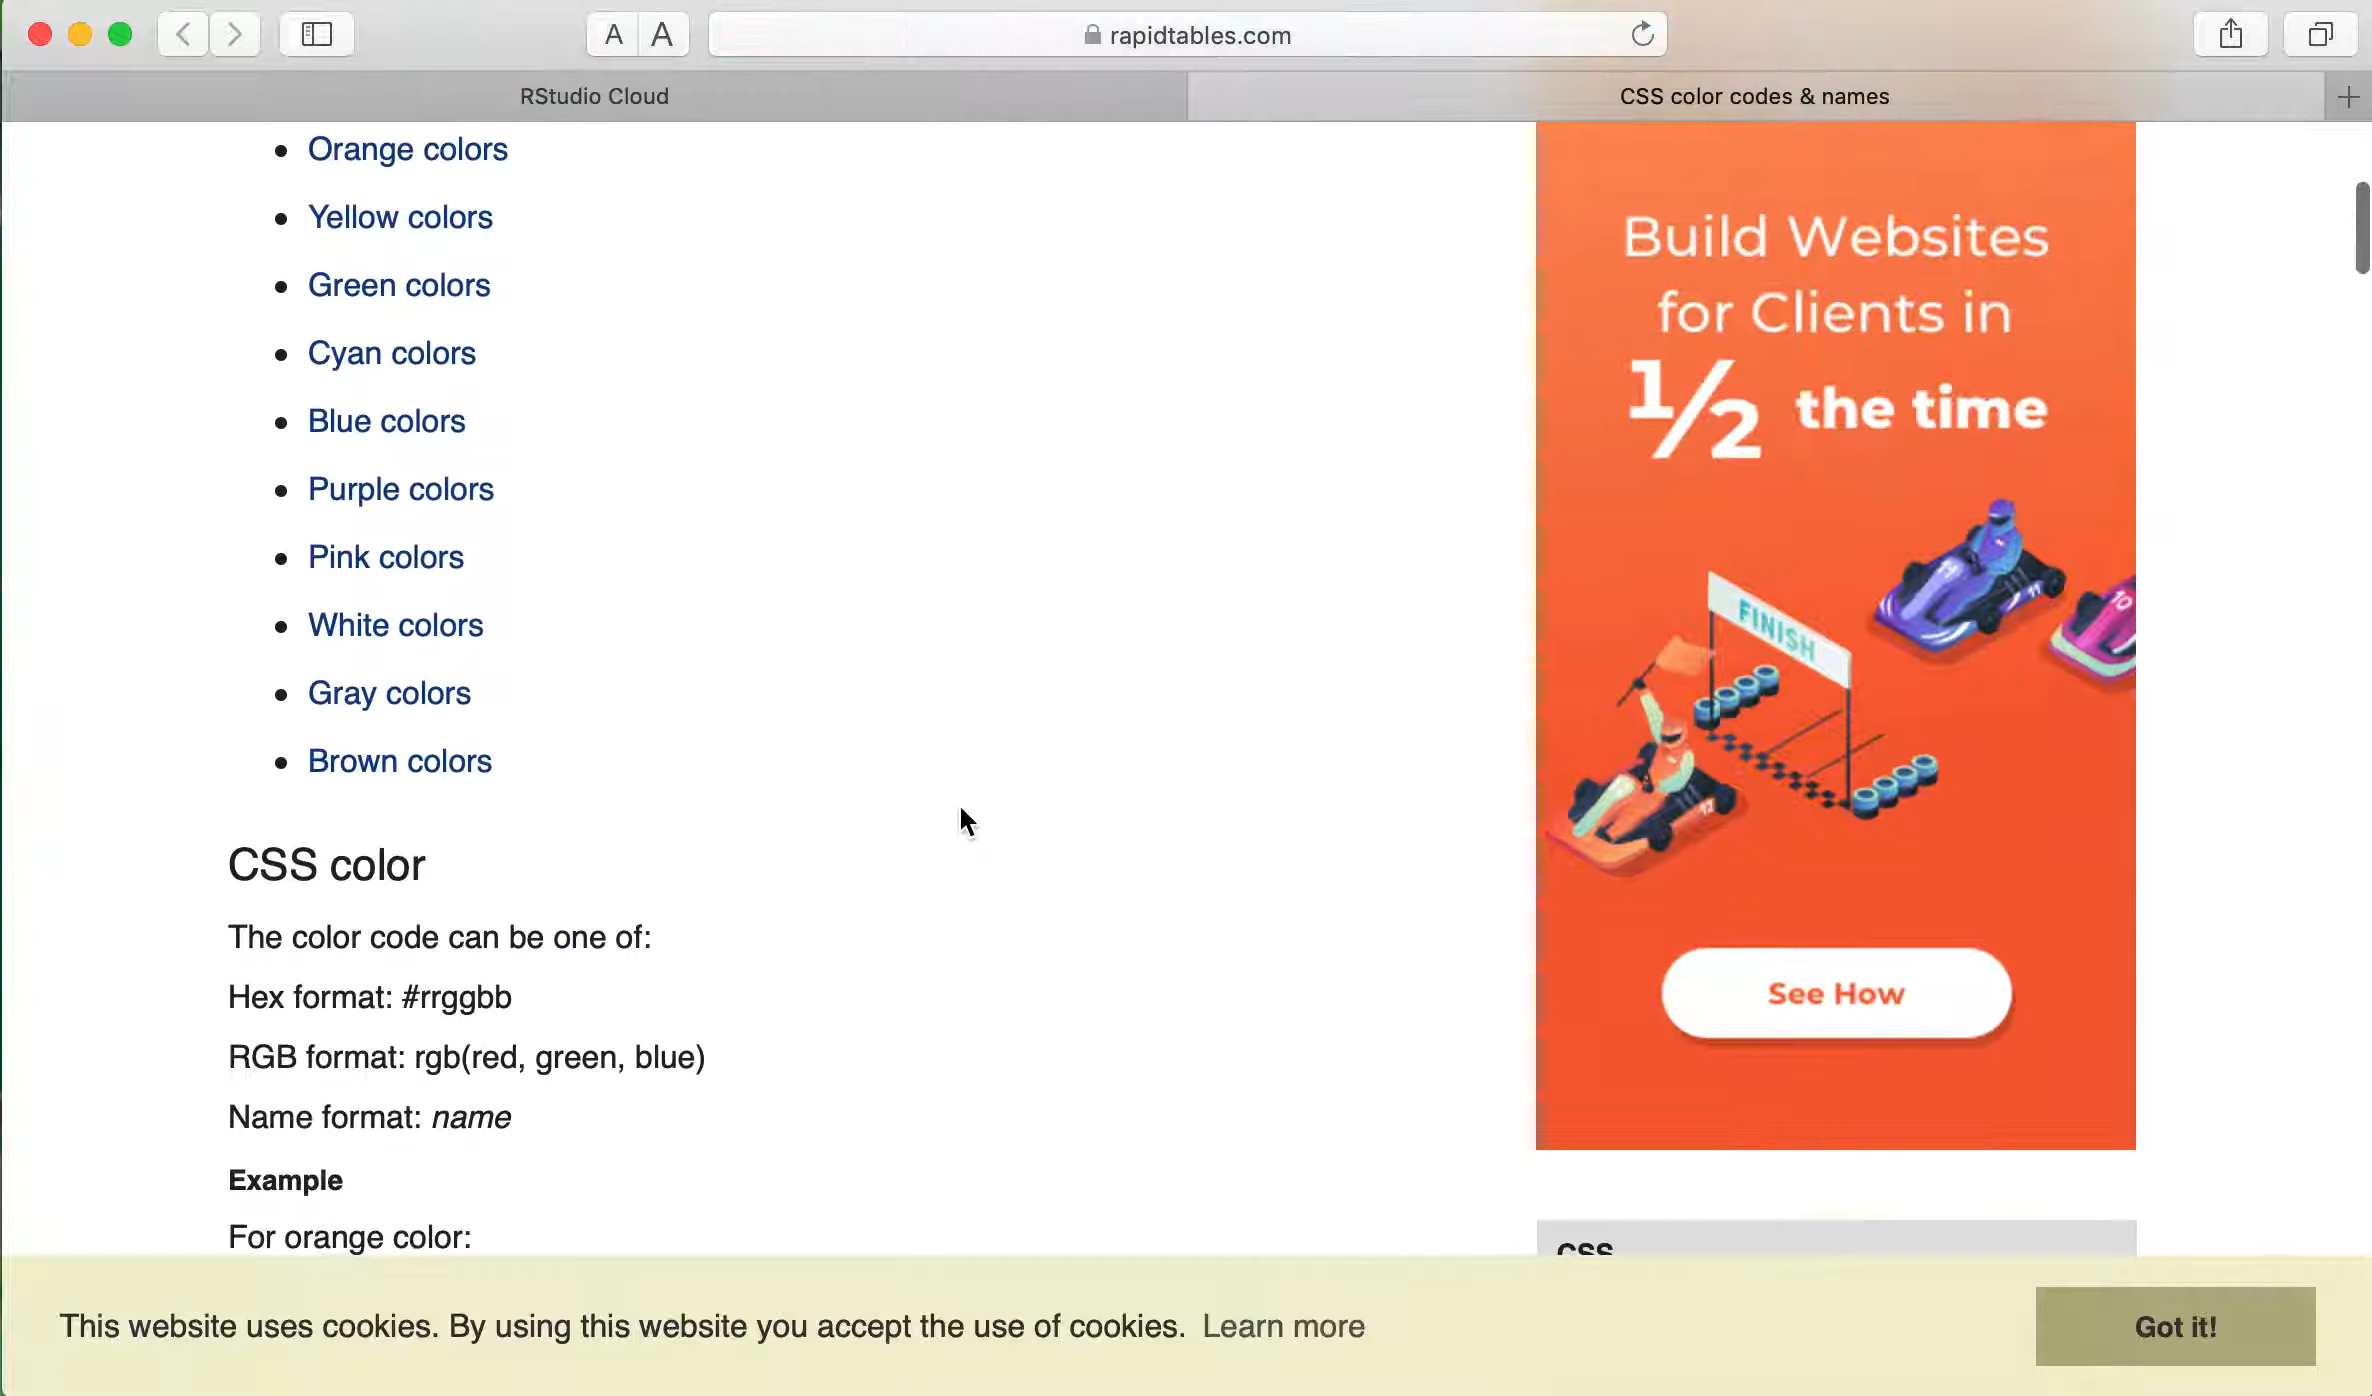 A A
rapidtables.com
RStudio Cloud
CSS color codes & names
Orange colors
Yellow colors
Green colors
Cyan colors
Blue colors
Purple colors
Pink colors
White colors
Gray colors
Brown colors
CSS color
The color code can be one of:
Hex format: #rrggbb
RGB format: rgb(red, green, blue)
Name format: name
Example
For orange color:
Build Websites
for Clients in
½ the time
FINISH
11
10
12
See How
CSS
This website uses cookies. By using this website you accept the use of cookies. Learn more
Got it!